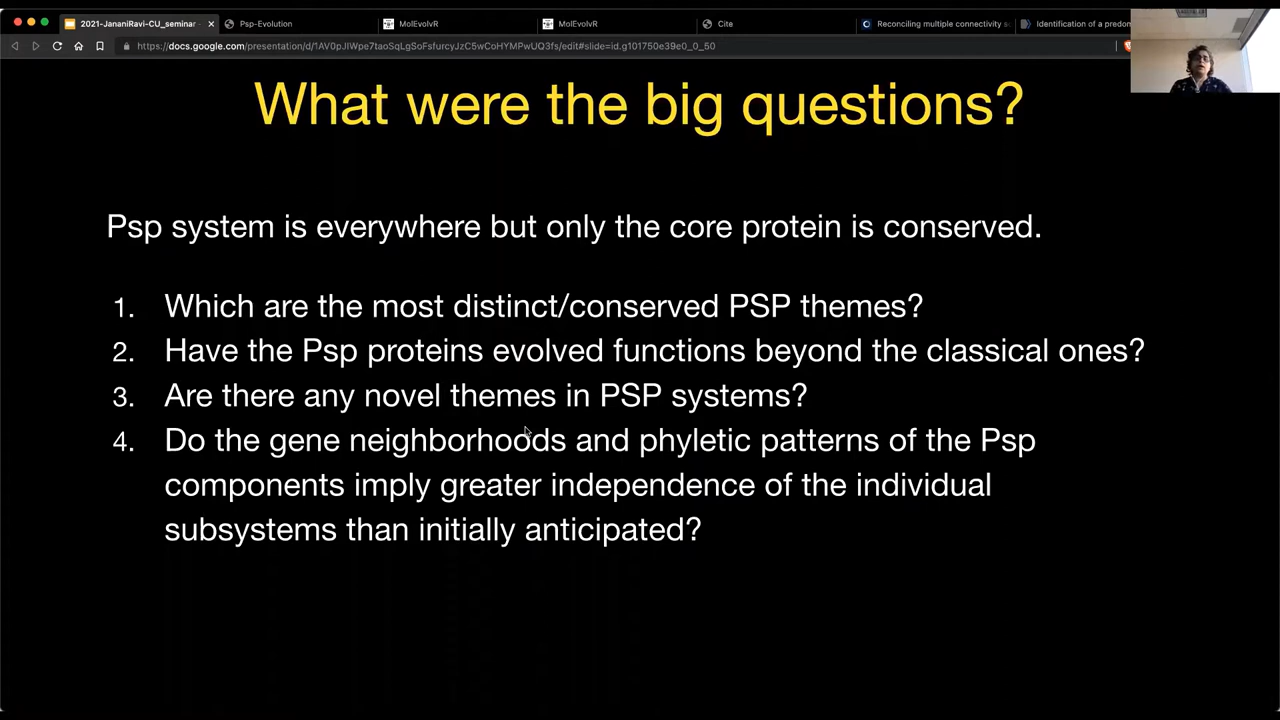 2021-JananiRavi-CU_seminar
Psp-Evolution
MolEvolvR
MolEvolvR
Cite
Reconciling multiple connectivity s
Identification of a predom
https://docs.google.com/presentation/d/1AV0pJIWpe7taoSqLgSoFsfurcyJzC5wCoHYMPwUQ3fs/edit#slide=id.g101750e39e0_0_50
What were the big questions?
Psp system is everywhere but only the core protein is conserved.
1. Which are the most distinct/conserved PSP themes?
2. Have the Psp proteins evolved functions beyond the classical ones?
3. Are there any novel themes in PSP systems?
4. Do the gene neighborhoods and phyletic patterns of the Psp
components imply greater independence of the individual
subsystems than initially anticipated?